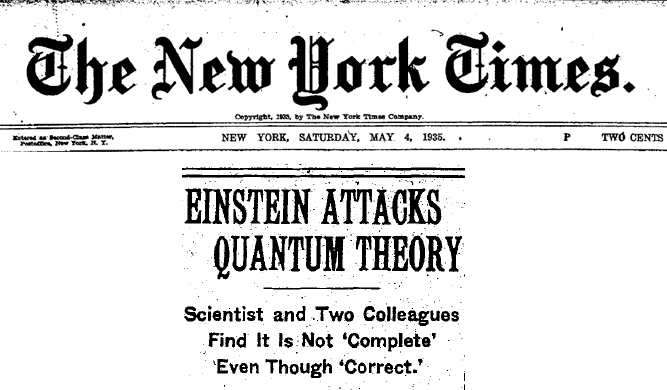 The New York Times.
Copyright, 1935, by The New York Times Company.
Entered as Second-Class Matter,
Postoffice, New York, N. Y.
NEW YORK, SATURDAY, MAY 4, 1935.
P
TWO CENTS
EINSTEIN ATTACKS
QUANTUM THEORY
Scientist and Two Colleagues
Find It Is Not ‘Complete’
Even Though ‘Correct.’